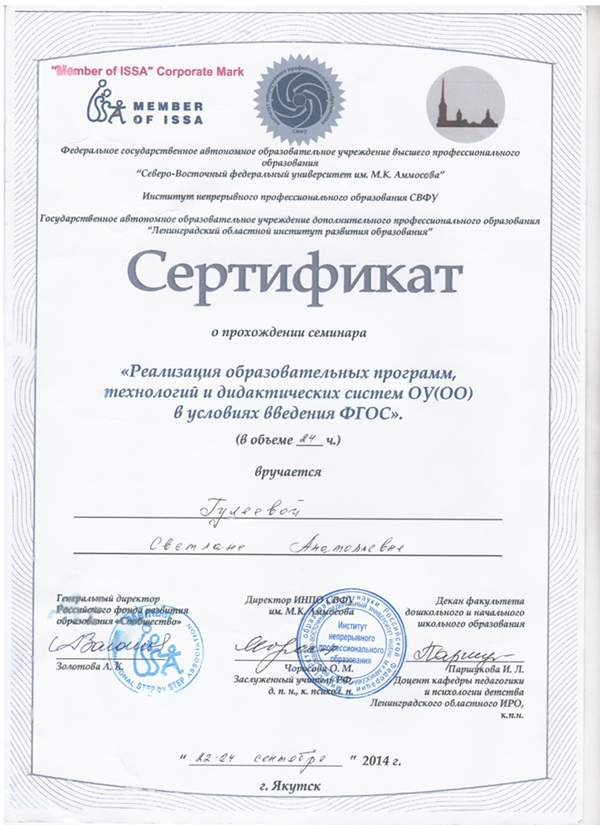 "Member of ISSA" Corporate Mark
MEMBER
OF ISSA
Федеральное государственное автономное образовательное учреждение высшего профессионального
образования
"Северо-Восточный федеральный университет им. М.К. Аммосова"
Институт непрерывного профессионального образования СВФУ
Государственное автономное образовательное учреждение дополнительного профессионального образования
"Ленинградский областной институт развития образования"
Сертификат
о прохождении семинара
«Реализация образовательных программ,
технологий и дидактических систем ОУ(ОО)
в условиях введения ФГОС».
(в объеме 24 ч.)
вручается
Гулеевой
Светлане Анатольевне
Генеральный директор
Российского фонда развития
образования «Сообщество»
Золотова А. К.
Директор ИНПО СВФУ
им. М.К. Аммосова
Институт
непрерывного
профессионального
образования
Чоросова О. М.
Заслуженный учитель РФ,
д. п. н., к. психол. н.
Декан факультета
дошкольного и начального
школьного образования
Паршукова И. Л.
Доцент кафедры педагогики
и психологии детства
Ленинградского областного ИРО,
к.п.н.
Member
ISSA
STEP by STEP
"22-24 сентября" 2014 г.
г. Якутск